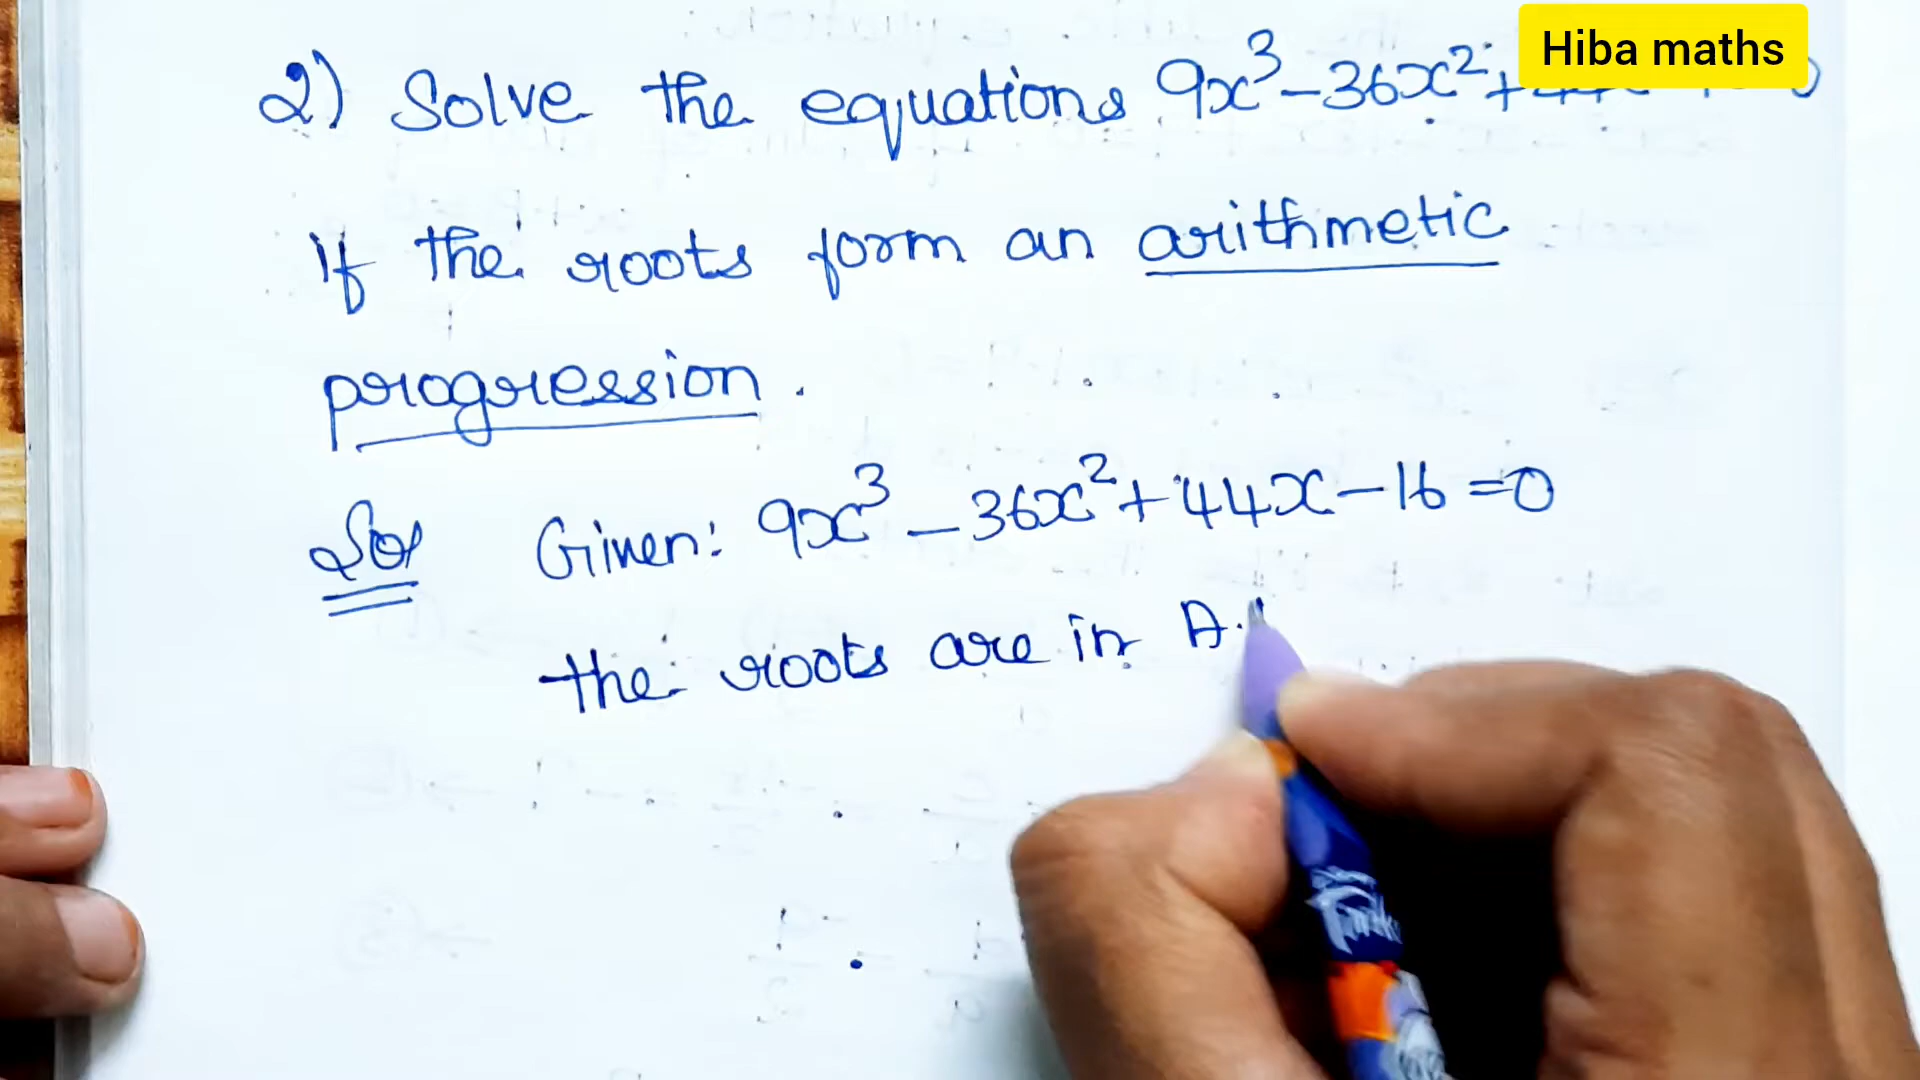 Hiba maths
2) Solve the equations 9x³-36x²+44x
if the roots form an arithmetic
progression.
Sol Given: 9x³-36x²+44x-16=0
the roots are in A.